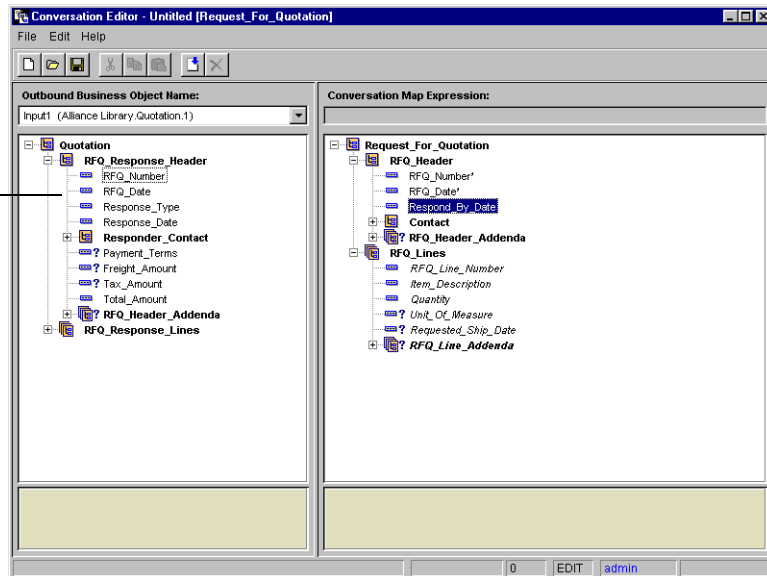 Conversation Editor - Untitled [Request_For_Quotation]
File Edit Help
Outbound Business Object Name:
Input1 (Alliance Library.Quotation.1)
Quotation
RFQ_Response_Header
RFQ_Number
RFQ_Date
Response_Type
Response_Date
Responder_Contact
? Payment_Terms
? Freight_Amount
? Tax_Amount
Total_Amount
? RFQ_Header_Addenda
RFQ_Response_Lines
Conversation Map Expression:
Request_For_Quotation
RFQ_Header
RFQ_Number'
RFQ_Date'
Respond_By_Date
Contact
? RFQ_Header_Addenda
RFQ_Lines
RFQ_Line_Number
Item_Description
Quantity
? Unit_Of_Measure
? Requested_Ship_Date
? RFQ_Line_Addenda
0 EDIT admin